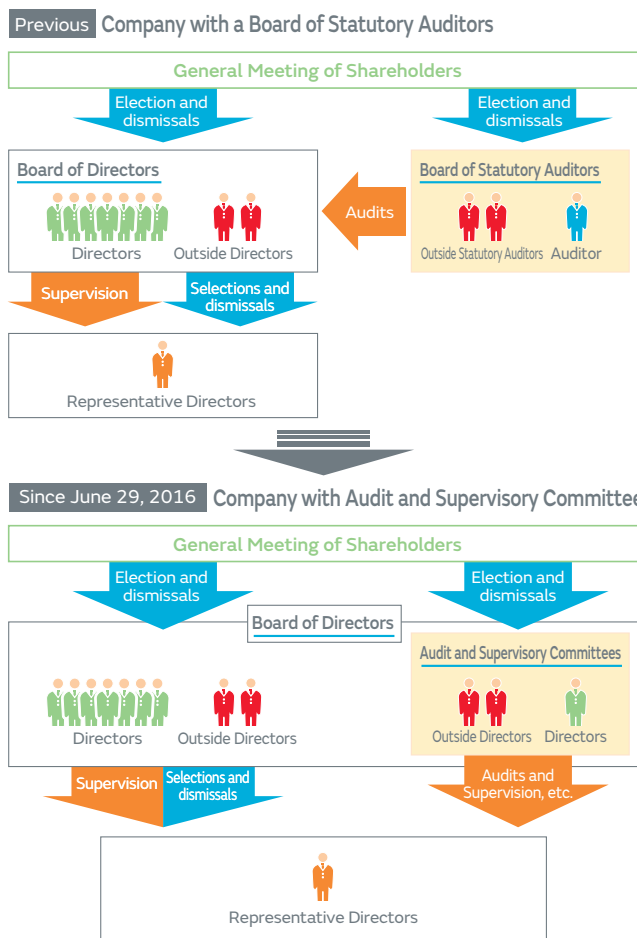 Previous Company with a Board of Statutory Auditors
General Meeting of Shareholders
Election and
dismissals
Election and
dismissals
Board of Directors
Directors
Outside Directors
Audits
Board of Statutory Auditors
Outside Statutory Auditors
Auditor
Supervision
Selections and
dismissals
Representative Directors
Since June 29, 2016 Company with Audit and Supervisory Committee
General Meeting of Shareholders
Election and
dismissals
Election and
dismissals
Board of Directors
Directors
Outside Directors
Audit and Supervisory Committees
Outside Directors
Directors
Supervision
Selections and
dismissals
Audits and
Supervision, etc.
Representative Directors